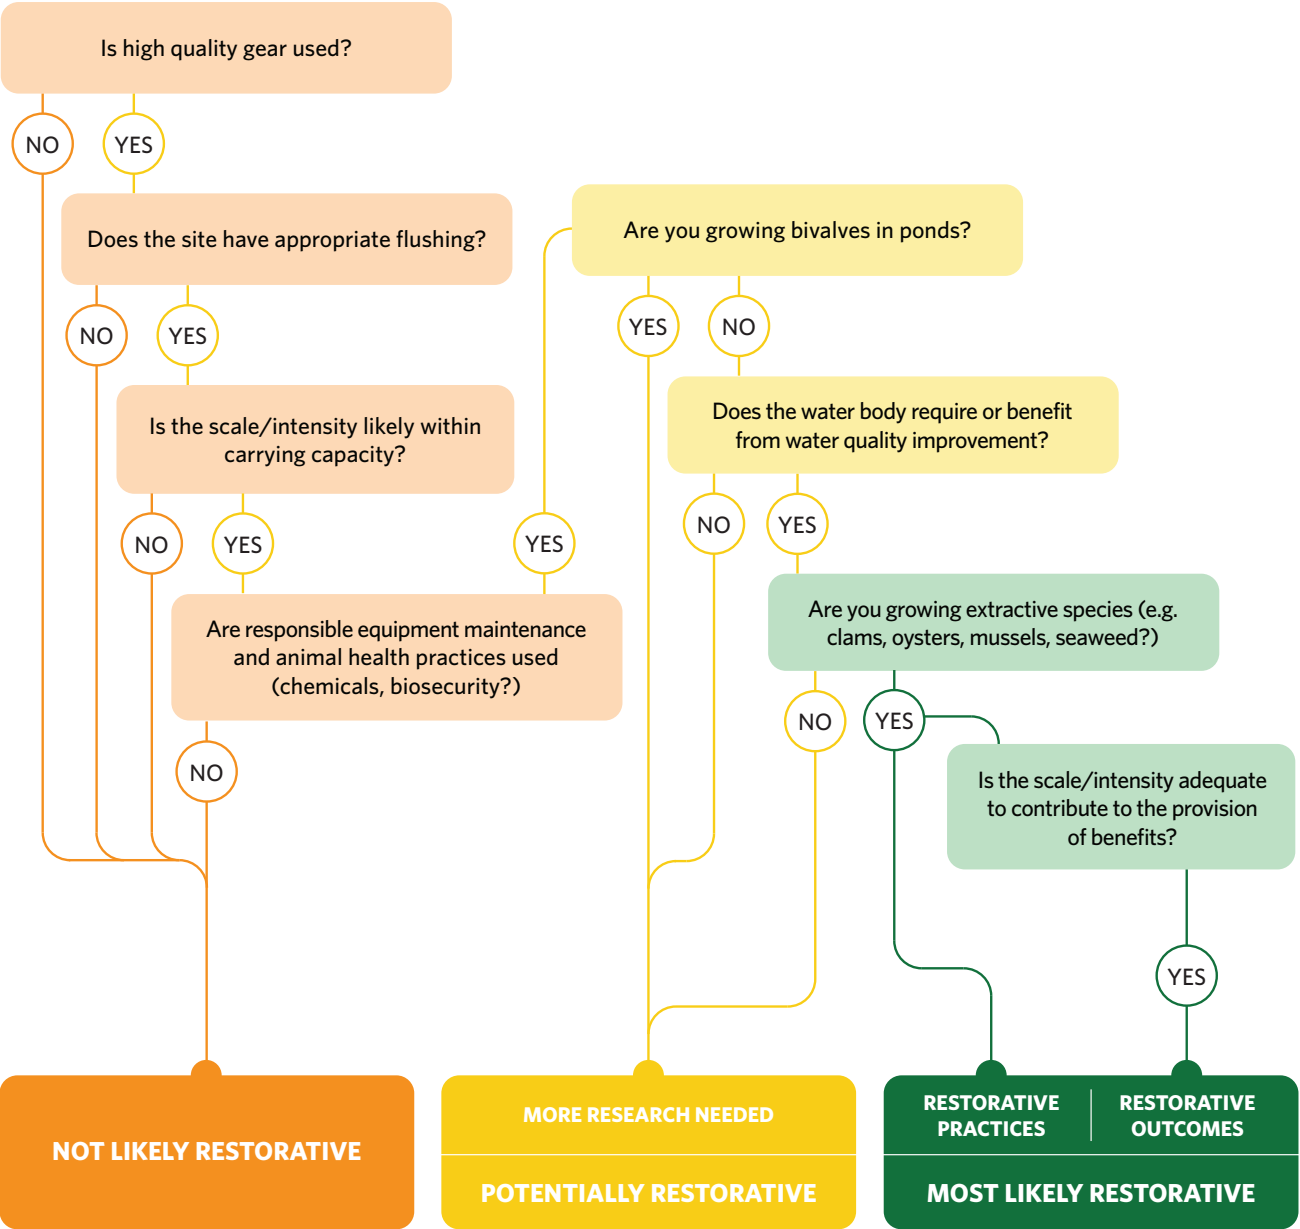 Is high quality gear used?
NO
YES
Does the site have appropriate flushing?
NO
YES
Is the scale/intensity likely within
carrying capacity?
NO
YES
YES
Are responsible equipment maintenance
and animal health practices used
(chemicals, biosecurity?)
NO
Are you growing bivalves in ponds?
YES
NO
Does the water body require or benefit
from water quality improvement?
NO
YES
Are you growing extractive species (e.g.
clams, oysters, mussels, seaweed?)
NO
YES
Is the scale/intensity adequate
to contribute to the provision
of benefits?
YES
NOT LIKELY RESTORATIVE
MORE RESEARCH NEEDED
POTENTIALLY RESTORATIVE
RESTORATIVE
PRACTICES
RESTORATIVE
OUTCOMES
MOST LIKELY RESTORATIVE